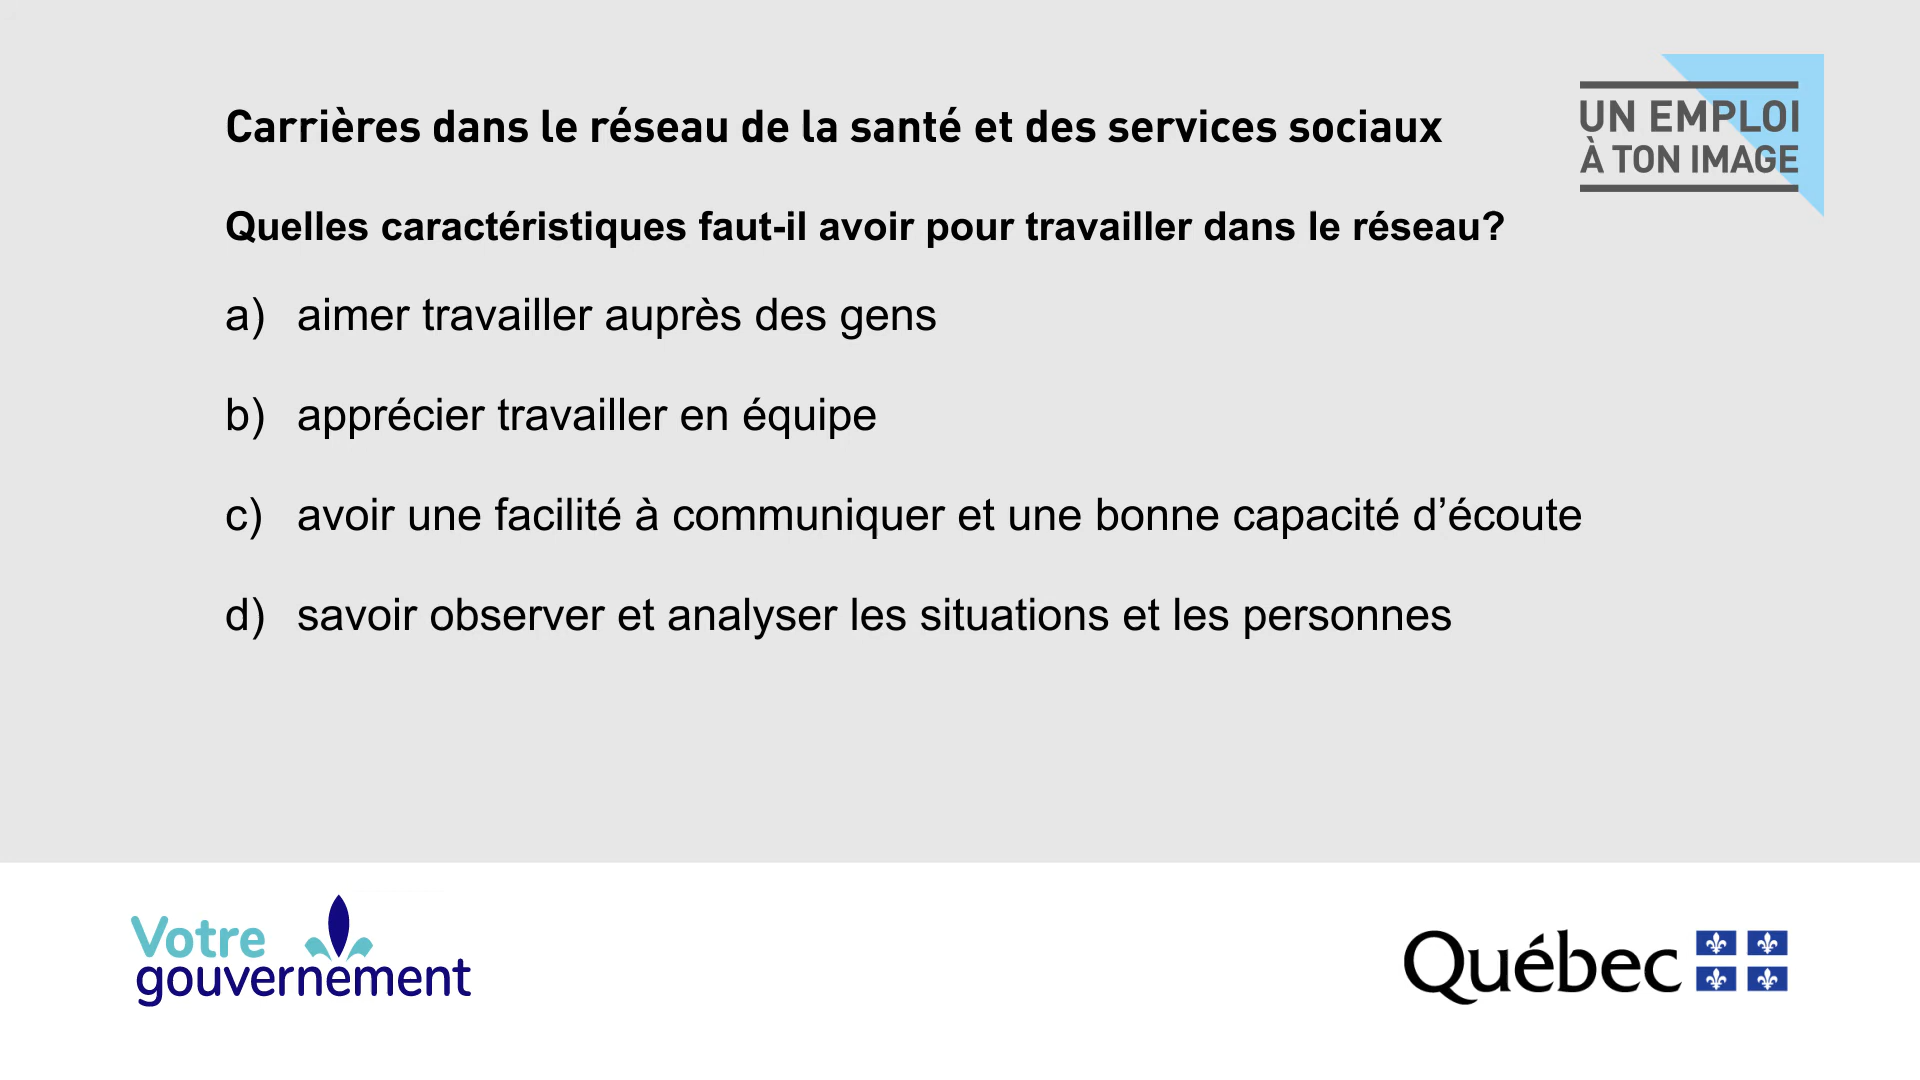 Carrières dans le réseau de la santé et des services sociaux
UN EMPLOI
À TON IMAGE
Quelles caractéristiques faut-il avoir pour travailler dans le réseau?
a) aimer travailler auprès des gens
b) apprécier travailler en équipe
c) avoir une facilité à communiquer et une bonne capacité d’écoute
d) savoir observer et analyser les situations et les personnes
Votre
gouvernement
Québec